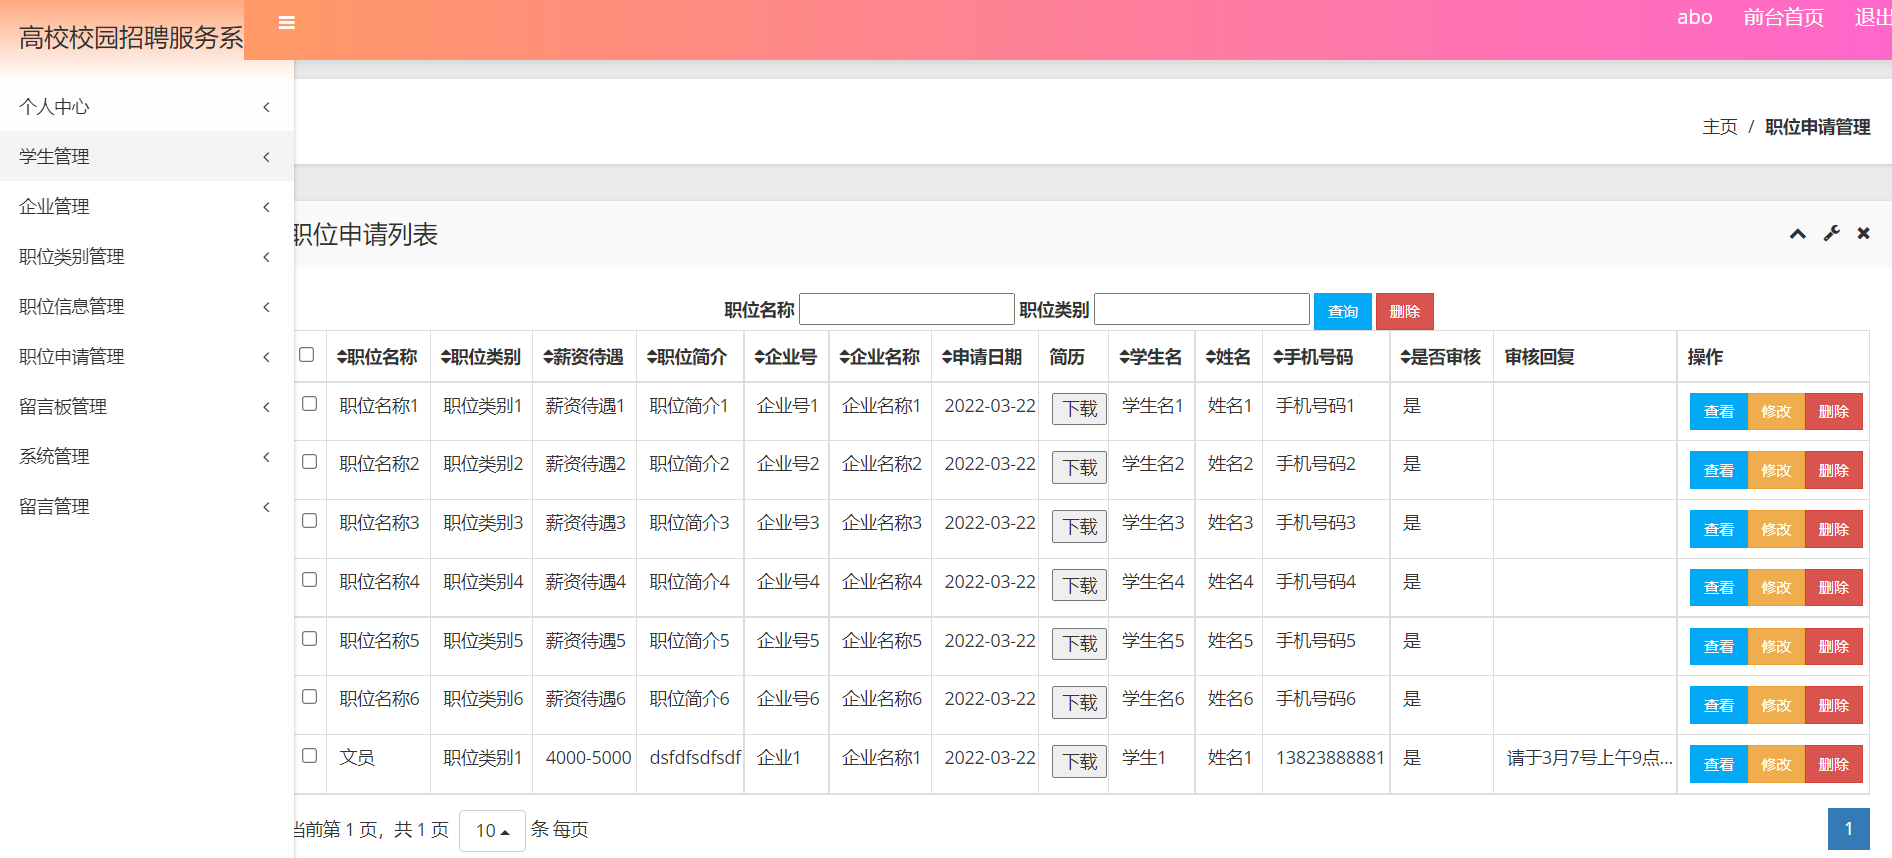 高校校园招聘服务系
abo 前台首页 退出
个人中心
学生管理
企业管理
职位类别管理
职位信息管理
职位申请管理
留言板管理
系统管理
留言管理
主页 / 职位申请管理
职位申请列表
职位名称 职位类别 查询 删除
职位名称 职位类别 薪资待遇 职位简介 企业号 企业名称 申请日期 简历 学生名 姓名 手机号码 是否审核 审核回复 操作
职位名称1 职位类别1 薪资待遇1 职位简介1 企业号1 企业名称1 2022-03-22 下载 学生名1 姓名1 手机号码1 是 查看 修改 删除
职位名称2 职位类别2 薪资待遇2 职位简介2 企业号2 企业名称2 2022-03-22 下载 学生名2 姓名2 手机号码2 是 查看 修改 删除
职位名称3 职位类别3 薪资待遇3 职位简介3 企业号3 企业名称3 2022-03-22 下载 学生名3 姓名3 手机号码3 是 查看 修改 删除
职位名称4 职位类别4 薪资待遇4 职位简介4 企业号4 企业名称4 2022-03-22 下载 学生名4 姓名4 手机号码4 是 查看 修改 删除
职位名称5 职位类别5 薪资待遇5 职位简介5 企业号5 企业名称5 2022-03-22 下载 学生名5 姓名5 手机号码5 是 查看 修改 删除
职位名称6 职位类别6 薪资待遇6 职位简介6 企业号6 企业名称6 2022-03-22 下载 学生名6 姓名6 手机号码6 是 查看 修改 删除
文员 职位类别1 4000-5000 dsfdfsdfsdf 企业1 企业名称1 2022-03-22 下载 学生1 姓名1 13823888881 是 请于3月7号上午9点... 查看 修改 删除
当前第 1 页，共 1 页 10 条 每页
1